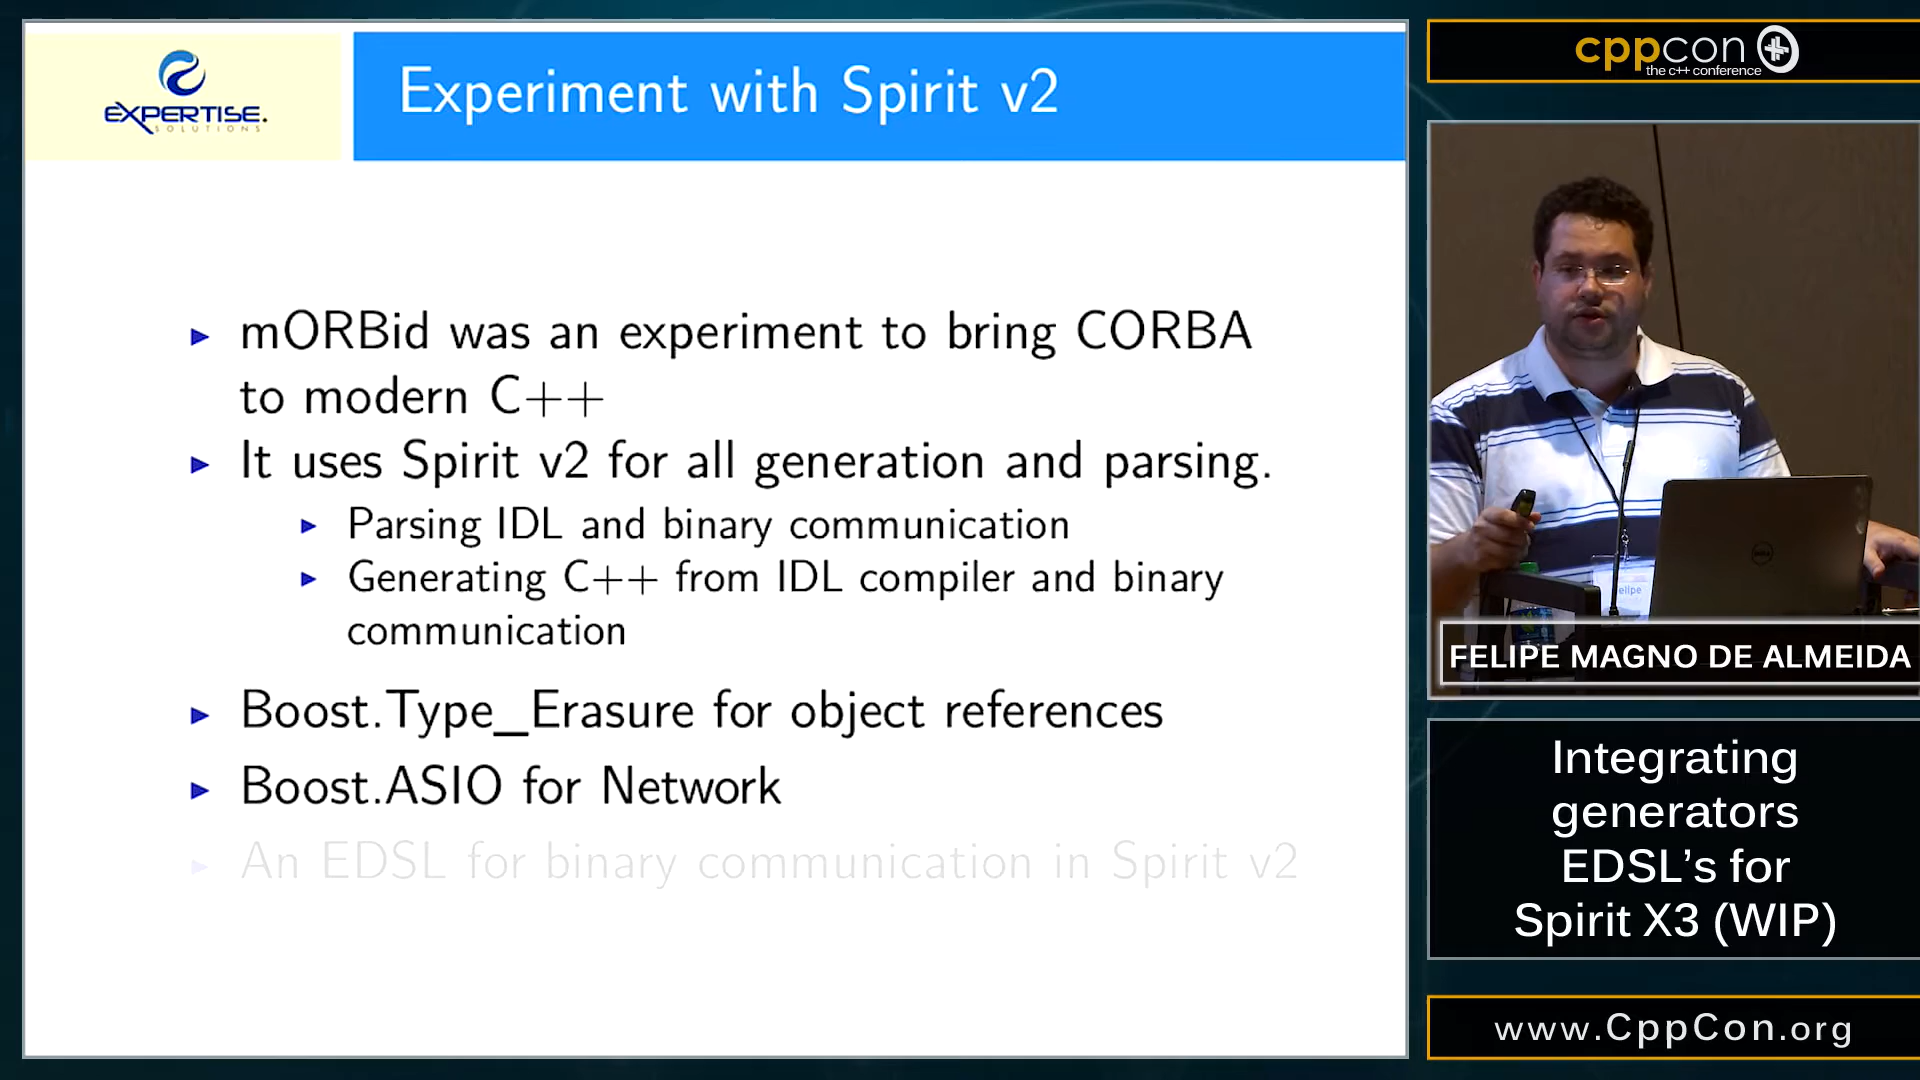 EXPERTISE.
SOLUTIONS
Experiment with Spirit v2
mORBid was an experiment to bring CORBA
to modern C++
It uses Spirit v2 for all generation and parsing.
Parsing IDL and binary communication
Generating C++ from IDL compiler and binary
communication
Boost.Type_Erasure for object references
Boost.ASIO for Network
An EDSL for binary communication in Spirit v2
cppcon
the c++ conference
elipe
FELIPE MAGNO DE ALMEIDA
Integrating
generators
EDSL’s for
Spirit X3 (WIP)
www.CppCon.org